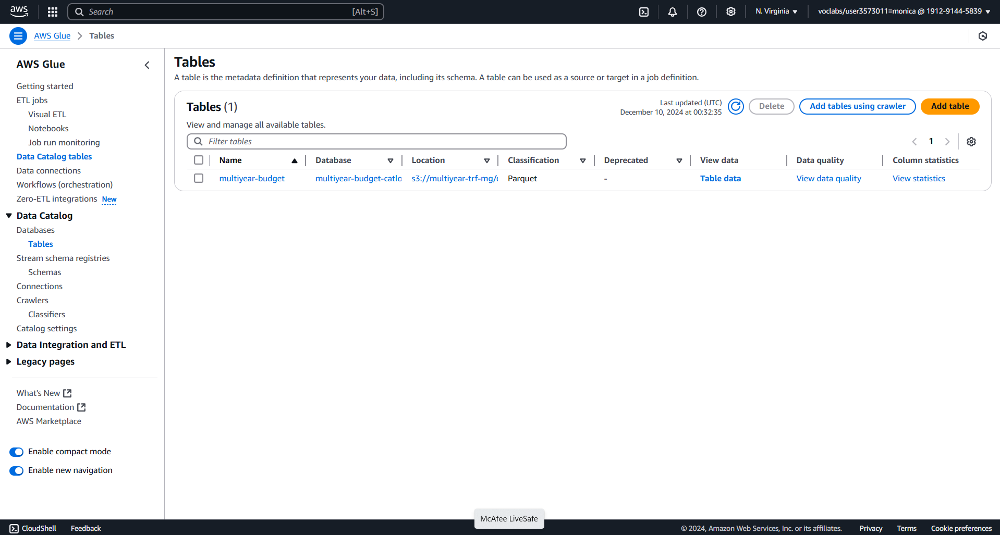 aws
Search [Alt+S]
N. Virginia
voclabs/user3573011=monica @ 1912-9144-5839
AWS Glue
Tables
AWS Glue
Getting started
ETL jobs
Visual ETL
Notebooks
Job run monitoring
Data Catalog tables
Data connections
Workflows (orchestration)
Zero-ETL integrations New
Data Catalog
Databases
Tables
Stream schema registries
Schemas
Connections
Crawlers
Classifiers
Catalog settings
Data Integration and ETL
Legacy pages
What's New
Documentation
AWS Marketplace
Enable compact mode
Enable new navigation
Tables
A table is the metadata definition that represents your data, including its schema. A table can be used as a source or target in a job definition.
Tables (1)
Last updated (UTC)
December 10, 2024 at 00:32:35
Delete
Add tables using crawler
Add table
View and manage all available tables.
Filter tables
1
Name Database Location Classification Deprecated View data Data quality Column statistics
multiyear-budget multiyear-budget-catlo s3://multiyear-trf-mg/ Parquet - Table data View data quality View statistics
McAfee LiveSafe
CloudShell Feedback © 2024, Amazon Web Services, Inc. or its affiliates. Privacy Terms Cookie preferences